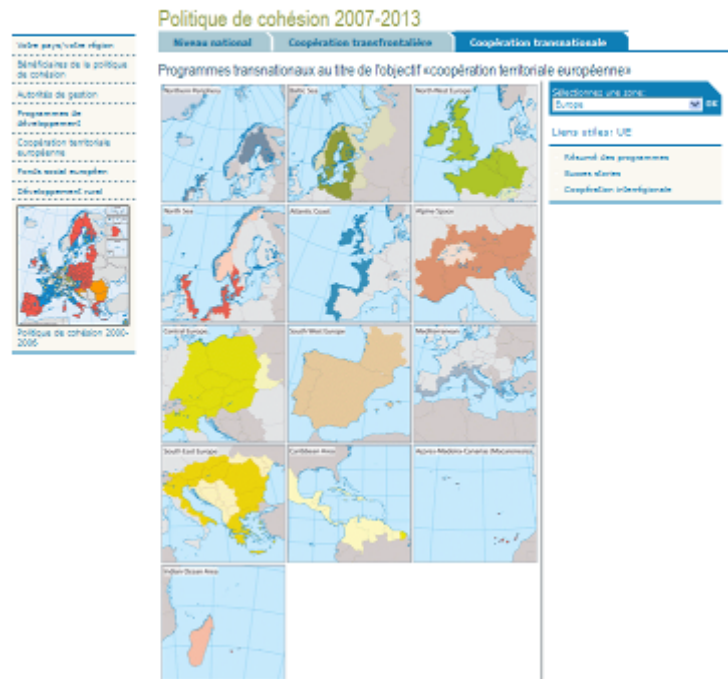 Politique de cohésion 2007-2013
Niveau national
Coopération transfrontalière
Coopération transnationale
Programmes transnationaux au titre de l'objectif «coopération territoriale européenne»
Votre pays/votre région
Bénéficiaires de la politique
de cohésion
Autorités de gestion
Programmes de
développement
Coopération territoriale
européenne
Fonds social européen
Développement rural
Politique de cohésion 2000-
2006
Northern Periphery
Baltic Sea
North West Europe
North Sea
Atlantic Coast
Alpine Space
Central Europe
South West Europe
Mediterranean
South East Europe
Caribbean Area
Açores-Madeira-Canarias (Macaronesia)
Indian Ocean Area
Sélectionnez une zone:
Europe
Liens utiles: UE
Résumé des programmes
Success stories
Coopération interrégionale